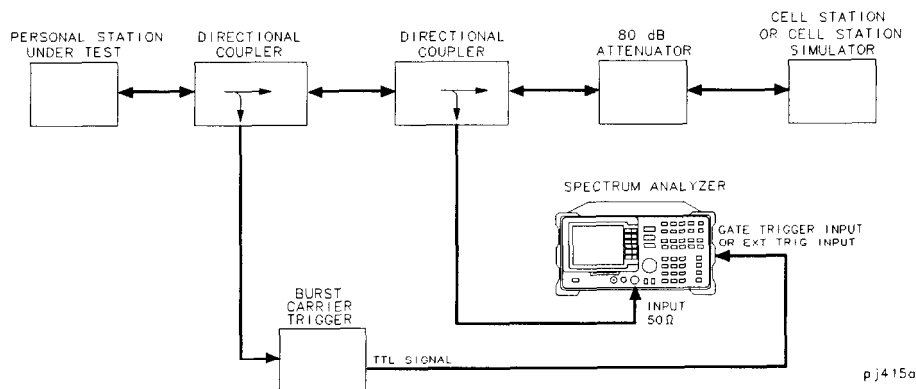 PERSONAL STATION
UNDER TEST
DIRECTIONAL
COUPLER
DIRECTIONAL
COUPLER
80 dB
ATTENUATOR
CELL STATION
OR CELL STATION
SIMULATOR
SPECTRUM ANALYZER
GATE TRIGGER INPUT
OR EXT TRIG INPUT
BURST
CARRIER
TRIGGER
INPUT
50Ω
TTL SIGNAL
pj415a